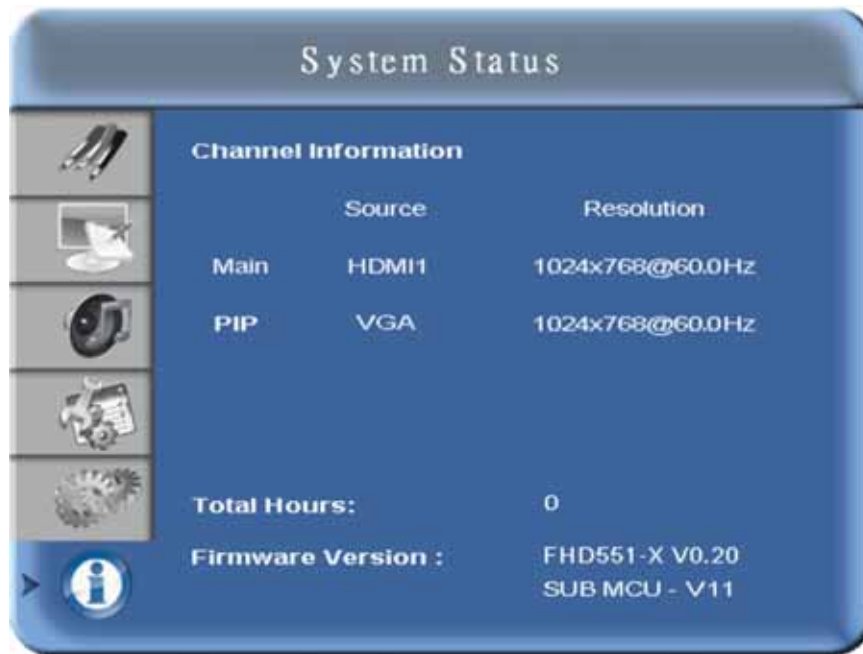 System Status
Channel Information
Source Resolution
Main HDMI1 1024x768@60.0Hz
PIP VGA 1024x768@60.0Hz
Total Hours: 0
Firmware Version : FHD551-X V0.20
SUB MCU - V11